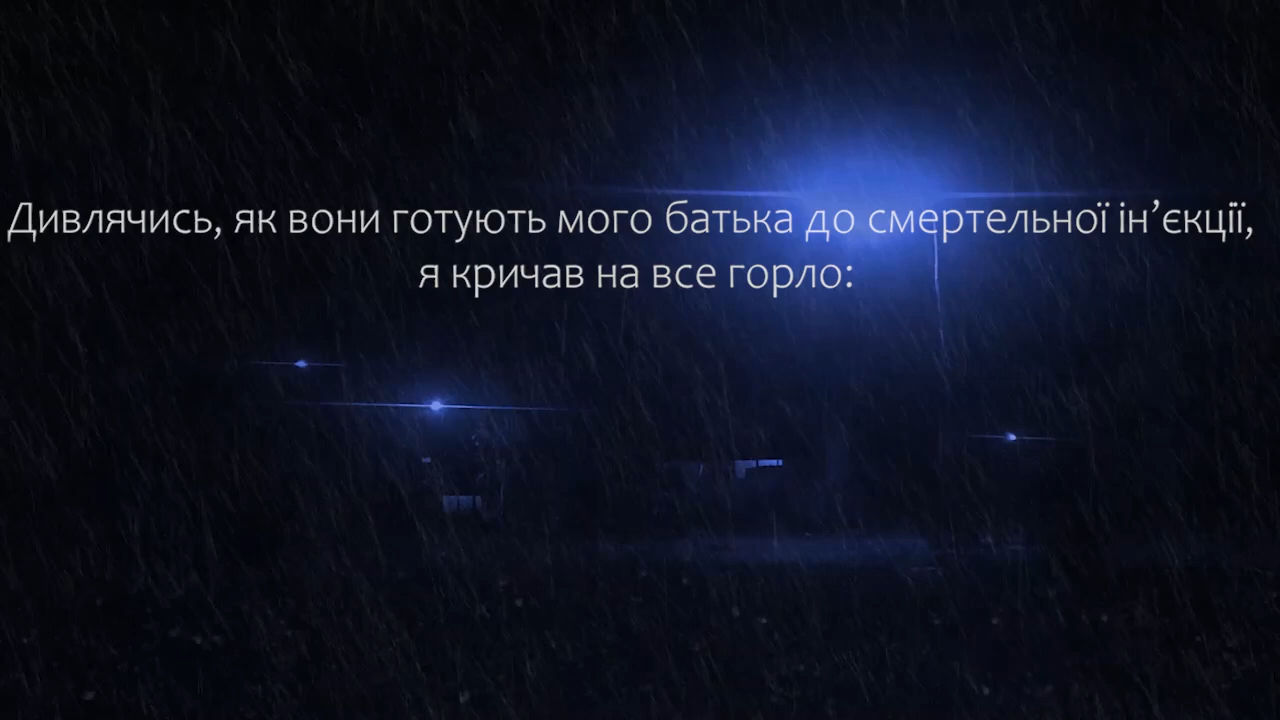 Дивлячись, як вони готують мого батька до смертельної ін’єкції,
я кричав на все горло: